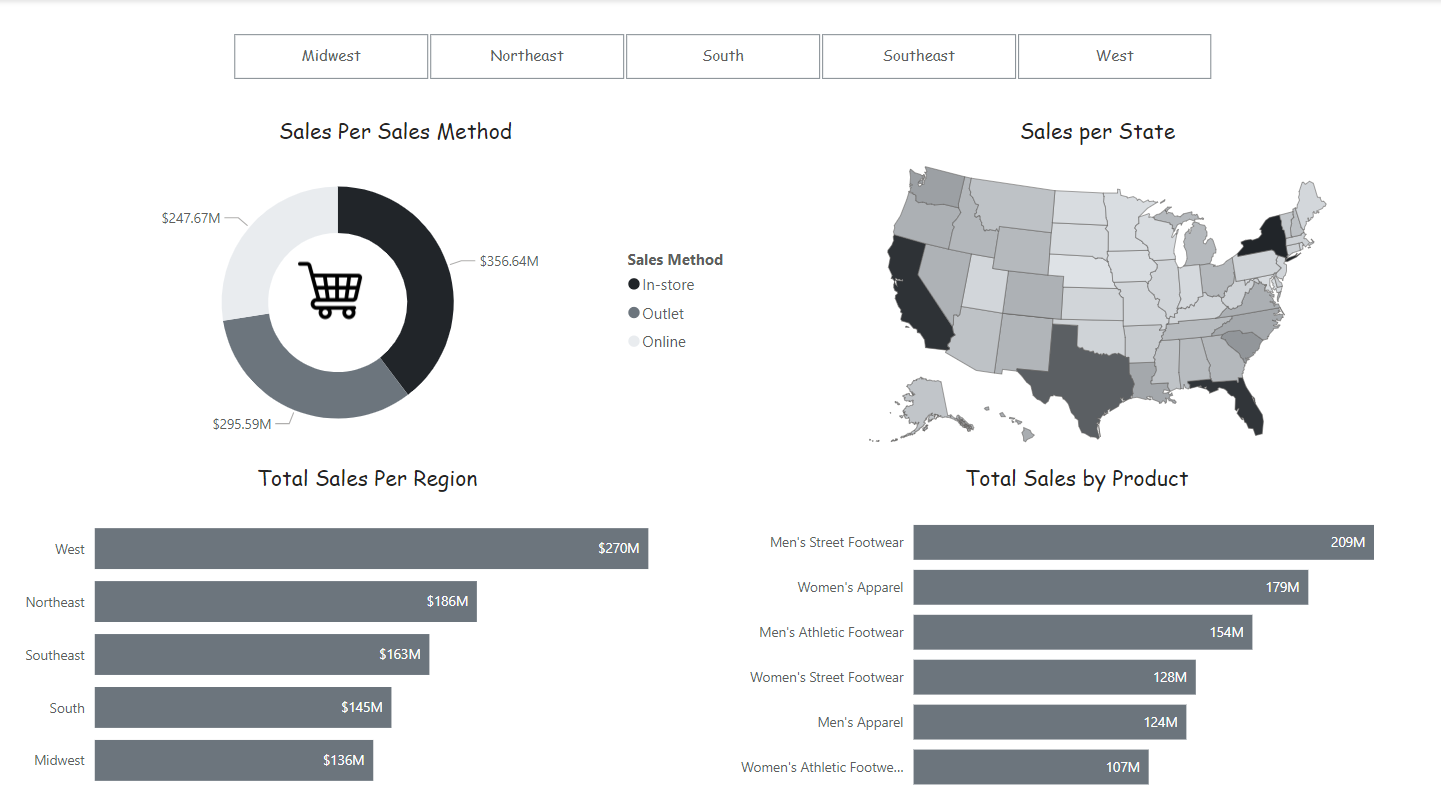 Midwest
Northeast
South
Southeast
West
Sales Per Sales Method
$247.67M
$356.64M
$295.59M
Sales Method
In-store
Outlet
Online
Sales per State
Total Sales Per Region
West
$270M
Northeast
$186M
Southeast
$163M
South
$145M
Midwest
$136M
Total Sales by Product
Men's Street Footwear
209M
Women's Apparel
179M
Men's Athletic Footwear
154M
Women's Street Footwear
128M
Men's Apparel
124M
Women's Athletic Footwe...
107M